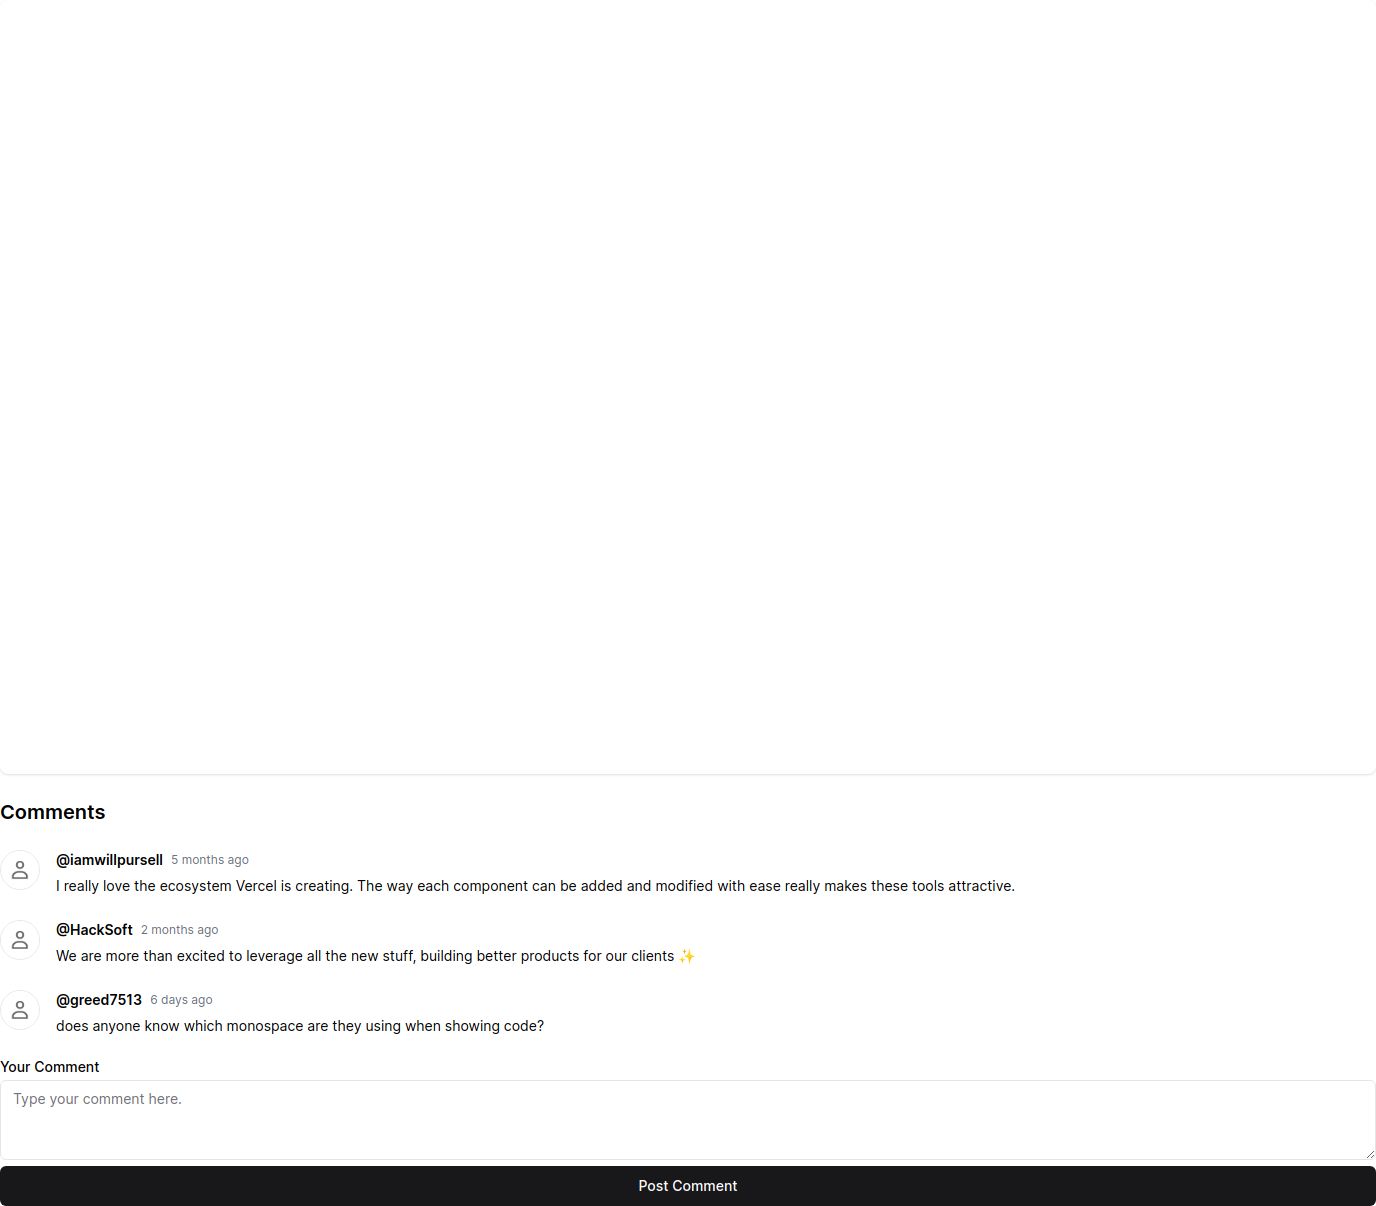 Comments
@iamwillpursell 5 months ago
I really love the ecosystem Vercel is creating. The way each component can be added and modified with ease really makes these tools attractive.
@HackSoft 2 months ago
We are more than excited to leverage all the new stuff, building better products for our clients ✨
@greed7513 6 days ago
does anyone know which monospace are they using when showing code?
Your Comment
Type your comment here.
Post Comment